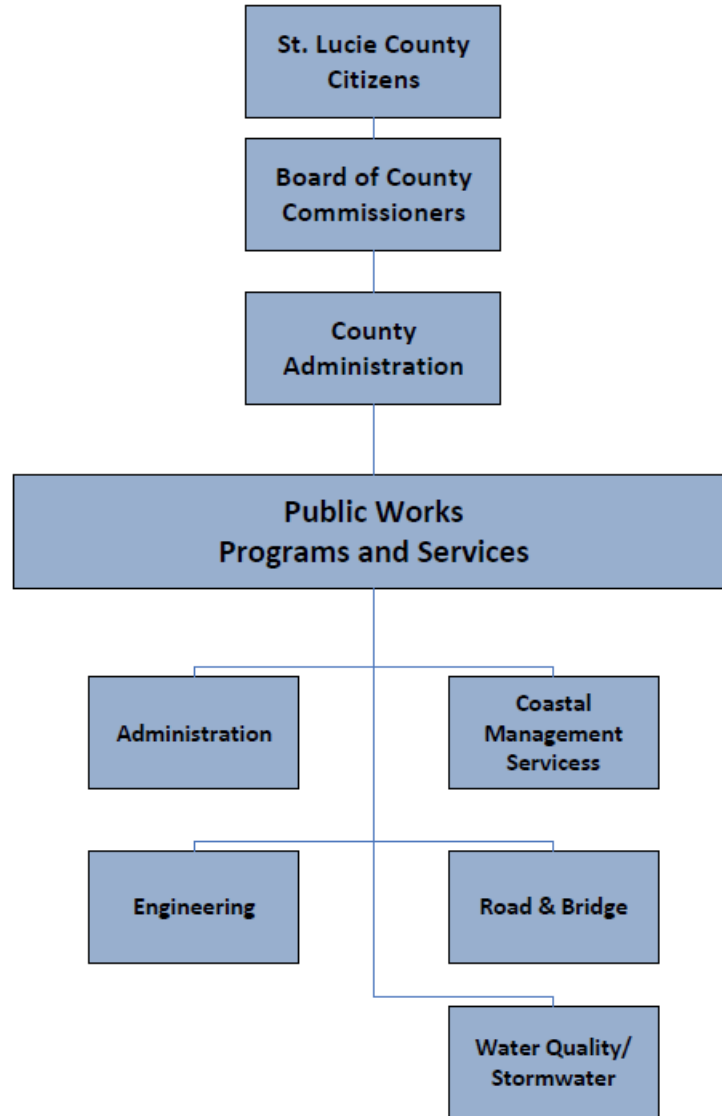 St. Lucie County
Citizens
Board of County
Commissioners
County
Administration
Public Works
Programs and Services
Administration
Coastal
Management
Servicess
Engineering
Road & Bridge
Water Quality/
Stormwater